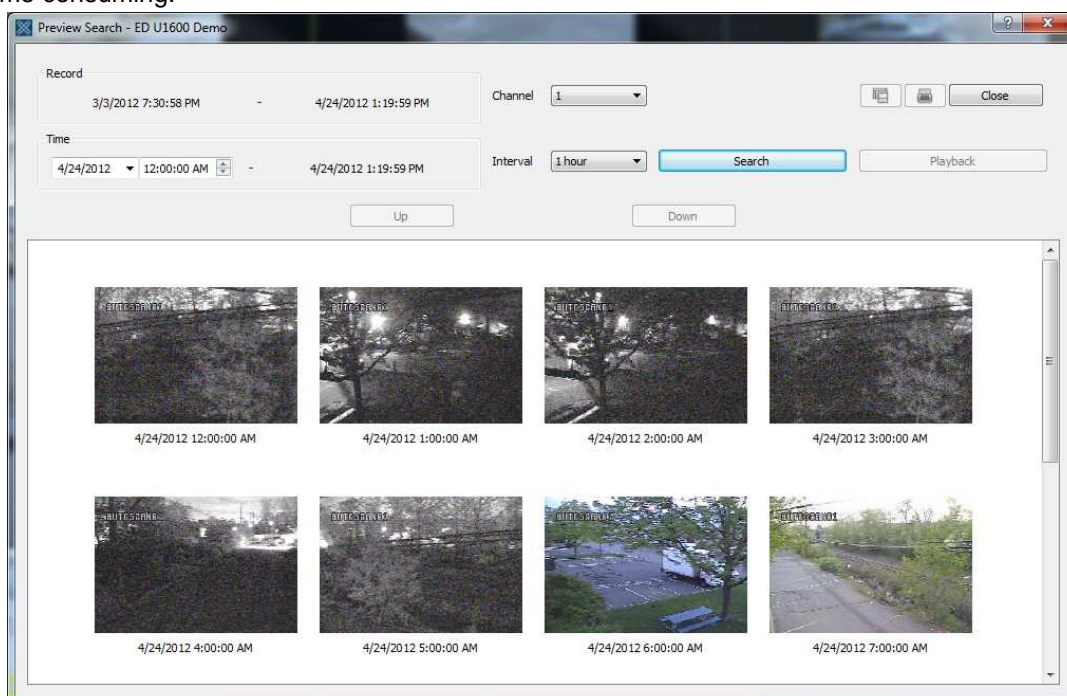 me consuming.
Preview Search - ED U1600 Demo
Record
3/3/2012 7:30:58 PM - 4/24/2012 1:19:59 PM
Channel 1
Close
Time
4/24/2012 12:00:00 AM - 4/24/2012 1:19:59 PM
Interval 1 hour Search Playback
Up Down
4/24/2012 12:00:00 AM 4/24/2012 1:00:00 AM 4/24/2012 2:00:00 AM 4/24/2012 3:00:00 AM
4/24/2012 4:00:00 AM 4/24/2012 5:00:00 AM 4/24/2012 6:00:00 AM 4/24/2012 7:00:00 AM